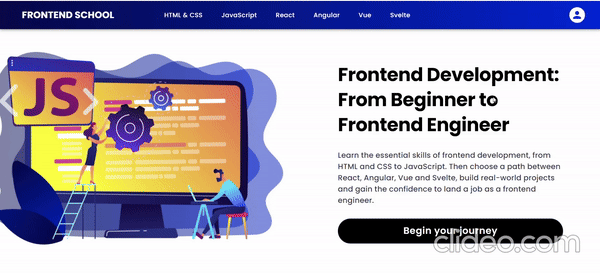 FRONTEND SCHOOL
HTML & CSS
JavaScript
React
Angular
Vue
Svelte
JS
Frontend Development:
From Beginner to
Frontend Engineer
Learn the essential skills of frontend development, from
HTML and CSS to JavaScript. Then choose a path between
React, Angular, Vue and Svelte, build real-world projects
and gain the confidence to land a job as a frontend
engineer.
Begin your journey
clideo.com